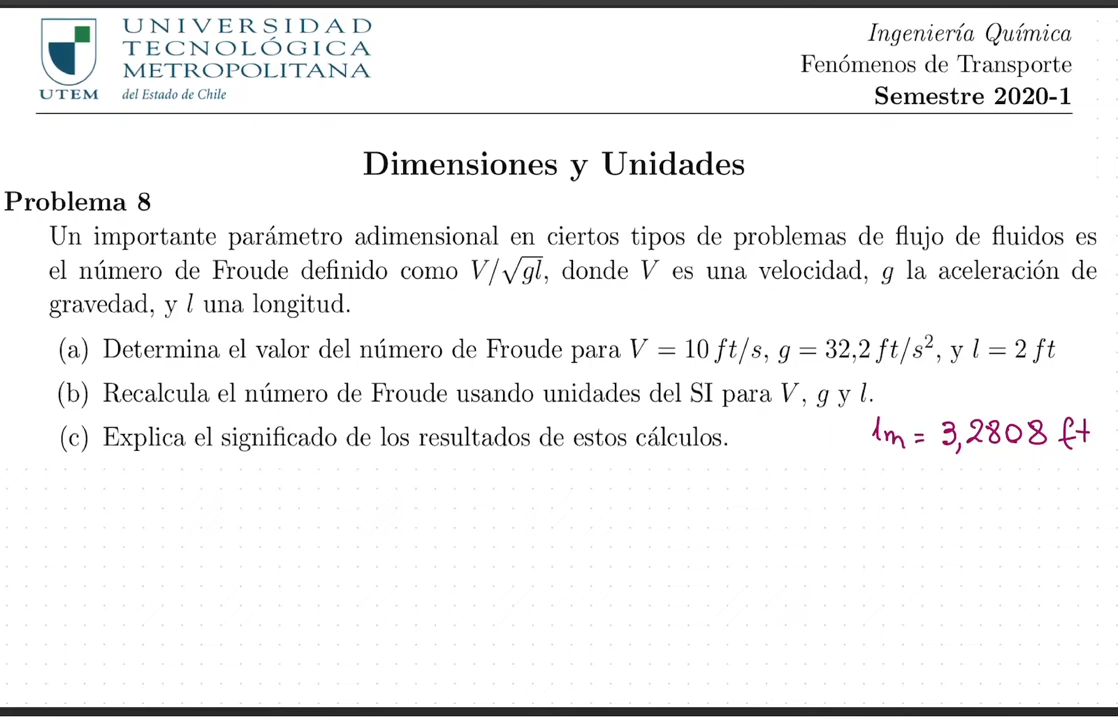 UNIVERSIDAD
TECNOLÓGICA
METROPOLITANA
UTEM del Estado de Chile
Ingeniería Química
Fenómenos de Transporte
Semestre 2020-1
Dimensiones y Unidades
Problema 8
Un importante parámetro adimensional en ciertos tipos de problemas de flujo de fluidos es
el número de Froude definido como V/√gl, donde V es una velocidad, g la aceleración de
gravedad, y l una longitud.
(a) Determina el valor del número de Froude para V = 10 ft/s, g = 32,2 ft/s², y l = 2 ft
(b) Recalcula el número de Froude usando unidades del SI para V, g y l.
(c) Explica el significado de los resultados de estos cálculos.
1m = 3,2808 ft